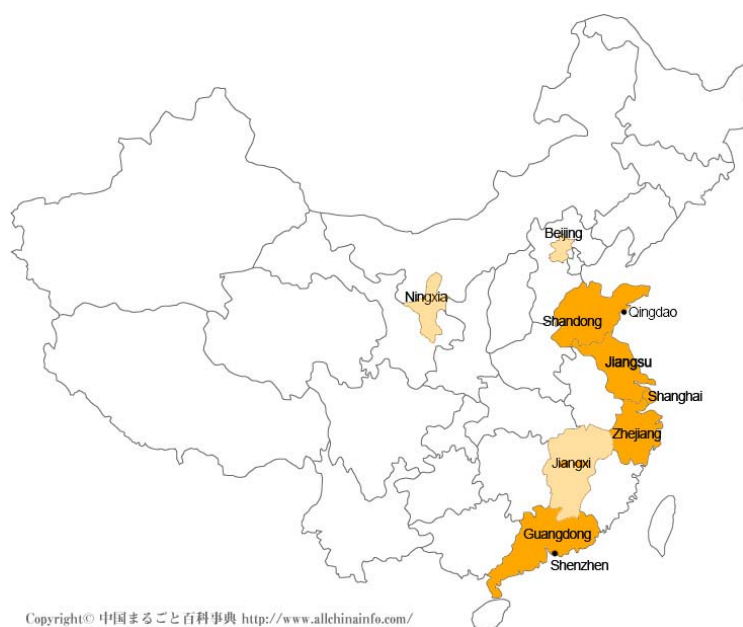 Beijing
Ningxia
Shandong
Qingdao
Jiangsu
Shanghai
Zhejiang
Jiangxi
Guangdong
Shenzhen
Copyright© 中国まるごと百科事典 http://www.allchinainfo.com/